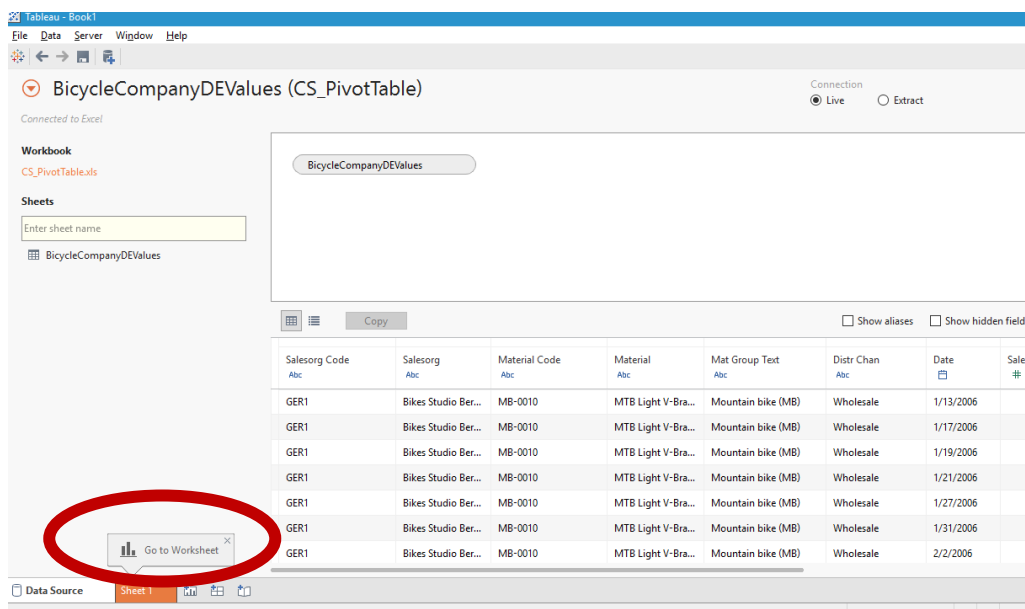 Tableau - Book1
File Data Server Window Help
BicycleCompanyDEValues (CS_PivotTable)
Connection
Live Extract
Connected to Excel
Workbook
CS_PivotTable.xls
Sheets
Enter sheet name
BicycleCompanyDEValues
BicycleCompanyDEValues
Copy
Show aliases Show hidden field
Salesorg Code Salesorg Material Code Material Mat Group Text Distr Chan Date Sale
Abc Abc Abc Abc Abc Abc #
GER1 Bikes Studio Ber... MB-0010 MTB Light V-Bra... Mountain bike (MB) Wholesale 1/13/2006
GER1 Bikes Studio Ber... MB-0010 MTB Light V-Bra... Mountain bike (MB) Wholesale 1/17/2006
GER1 Bikes Studio Ber... MB-0010 MTB Light V-Bra... Mountain bike (MB) Wholesale 1/19/2006
GER1 Bikes Studio Ber... MB-0010 MTB Light V-Bra... Mountain bike (MB) Wholesale 1/21/2006
GER1 Bikes Studio Ber... MB-0010 MTB Light V-Bra... Mountain bike (MB) Wholesale 1/27/2006
GER1 Bikes Studio Ber... MB-0010 MTB Light V-Bra... Mountain bike (MB) Wholesale 1/31/2006
GER1 Bikes Studio Ber... MB-0010 MTB Light V-Bra... Mountain bike (MB) Wholesale 2/2/2006
Go to Worksheet
Data Source Sheet 1